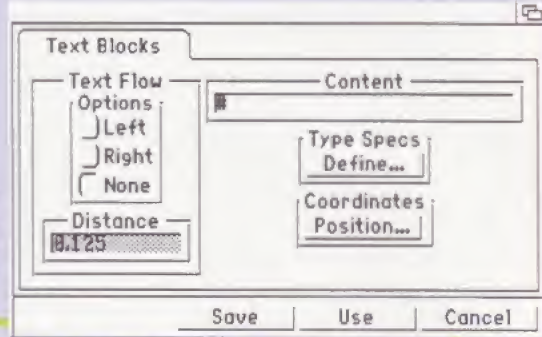 Text Blocks
Text Flow
Options
Left
Right
None
Distance
0.125
Content
#
Type Specs
Define…
Coordinates
Position…
Save
Use
Cancel